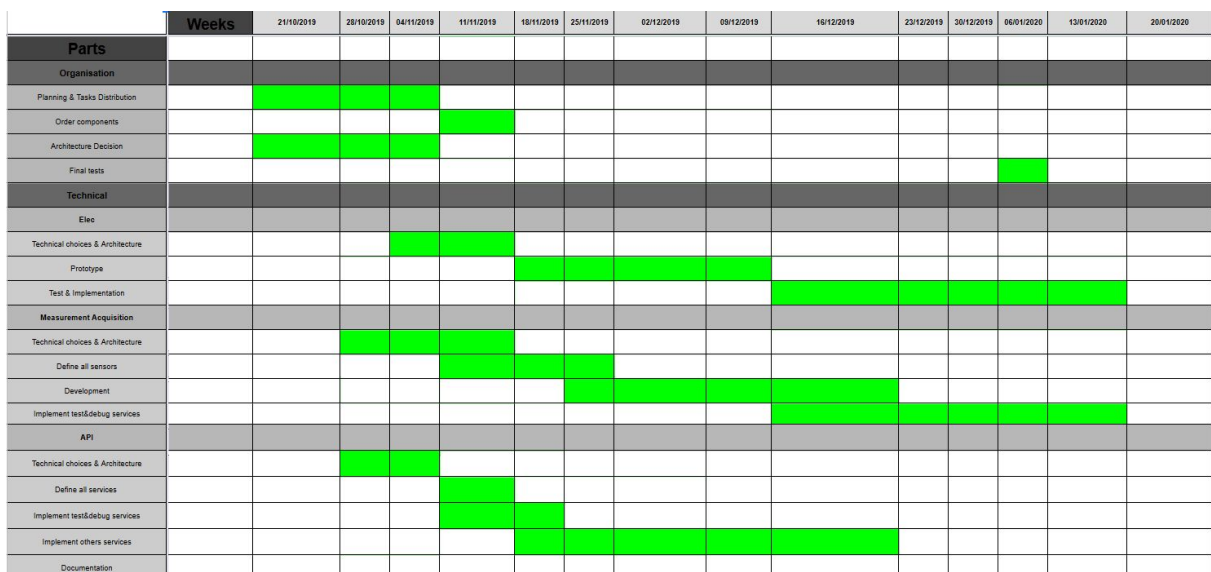 Weeks 21/10/2019 28/10/2019 04/11/2019 11/11/2019 18/11/2019 25/11/2019 02/12/2019 09/12/2019 16/12/2019 23/12/2019 30/12/2019 06/01/2020 13/01/2020 20/01/2020
Parts
Organisation
Planning & Tasks Distribution
Order components
Architecture Decision
Final tests
Technical
Elec
Technical choices & Architecture
Prototype
Test & Implementation
Measurement Acquisition
Technical choices & Architecture
Define all sensors
Development
Implement test&debug services
API
Technical choices & Architecture
Define all services
Implement test&debug services
Implement others services
Documentation